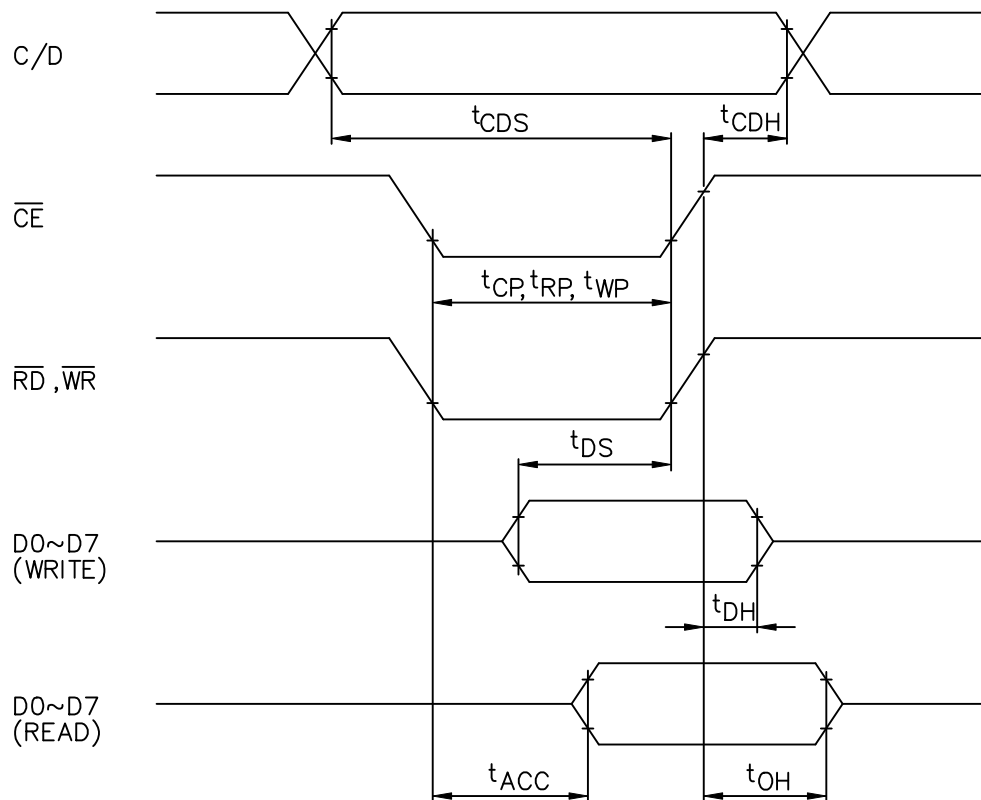 C/D
tCDS
tCDH
CE
tCP, tRP, tWP
RD , WR
tDS
D0~D7
(WRITE)
tDH
D0~D7
(READ)
tACC
tOH